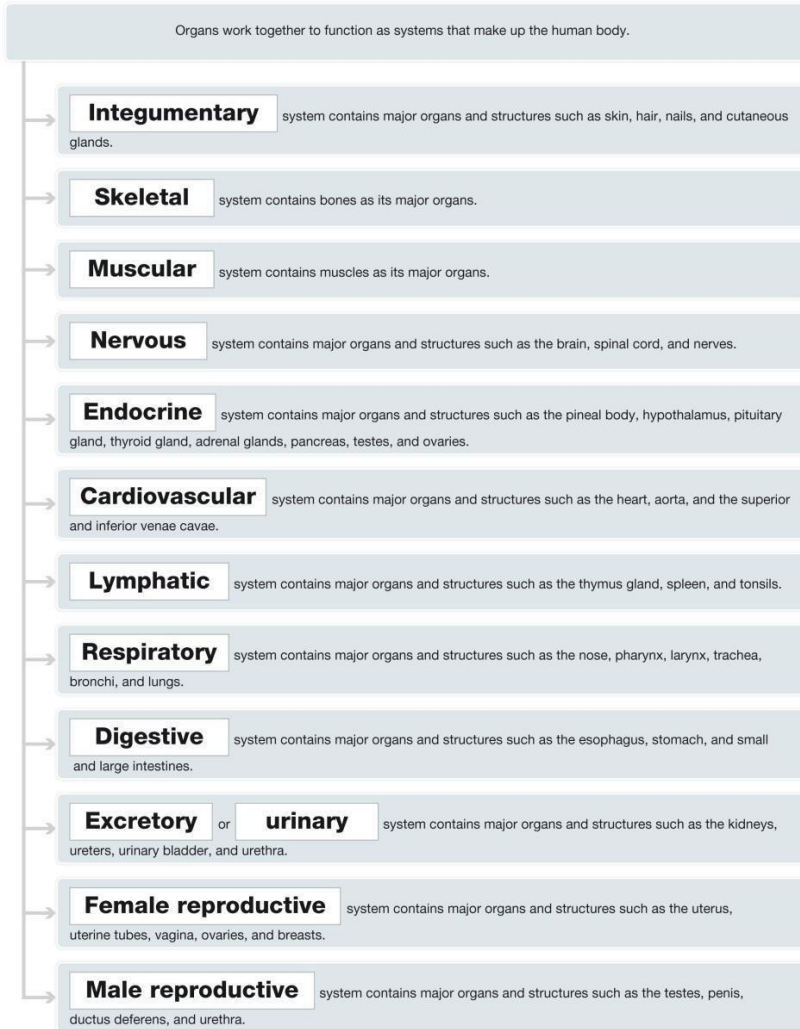 Organs work together to function as systems that make up the human body.
Integumentary system contains major organs and structures such as skin, hair, nails, and cutaneous
glands.
Skeletal system contains bones as its major organs.
Muscular system contains muscles as its major organs.
Nervous system contains major organs and structures such as the brain, spinal cord, and nerves.
Endocrine system contains major organs and structures such as the pineal body, hypothalamus, pituitary
gland, thyroid gland, adrenal glands, pancreas, testes, and ovaries.
Cardiovascular system contains major organs and structures such as the heart, aorta, and the superior
and inferior venae cavae.
Lymphatic system contains major organs and structures such as the thymus gland, spleen, and tonsils.
Respiratory system contains major organs and structures such as the nose, pharynx, larynx, trachea,
bronchi, and lungs.
Digestive system contains major organs and structures such as the esophagus, stomach, and small
and large intestines.
Excretory or urinary system contains major organs and structures such as the kidneys,
ureters, urinary bladder, and urethra.
Female reproductive system contains major organs and structures such as the uterus,
uterine tubes, vagina, ovaries, and breasts.
Male reproductive system contains major organs and structures such as the testes, penis,
ductus deferens, and urethra.